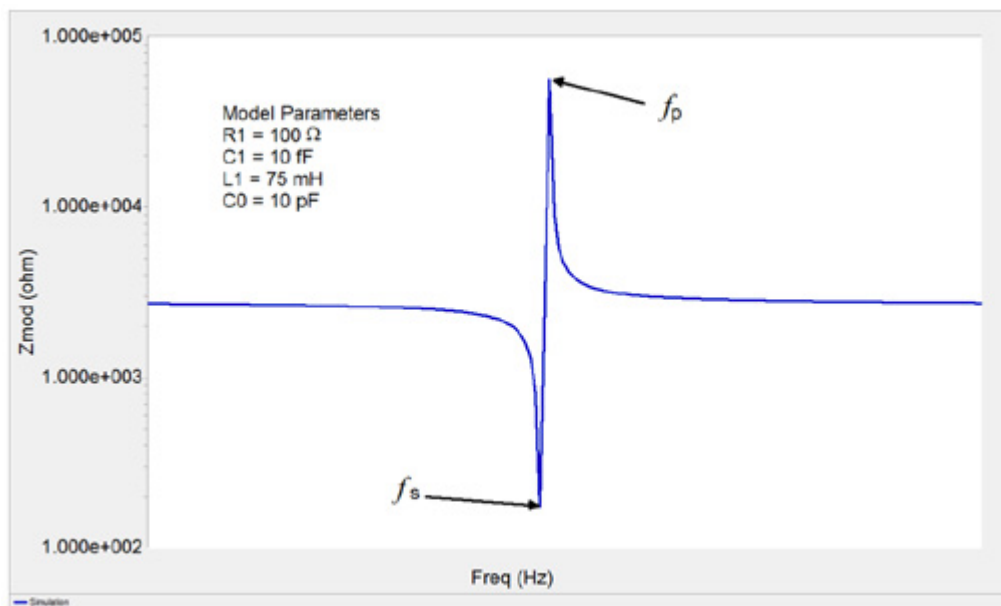 1.000e+005
Model Parameters
R1 = 100 Ω
C1 = 10 fF
L1 = 75 mH
C0 = 10 pF
fp
1.000e+004
Zmod (ohm)
1.000e+003
fs
1.000e+002
Freq (Hz)
Simulation